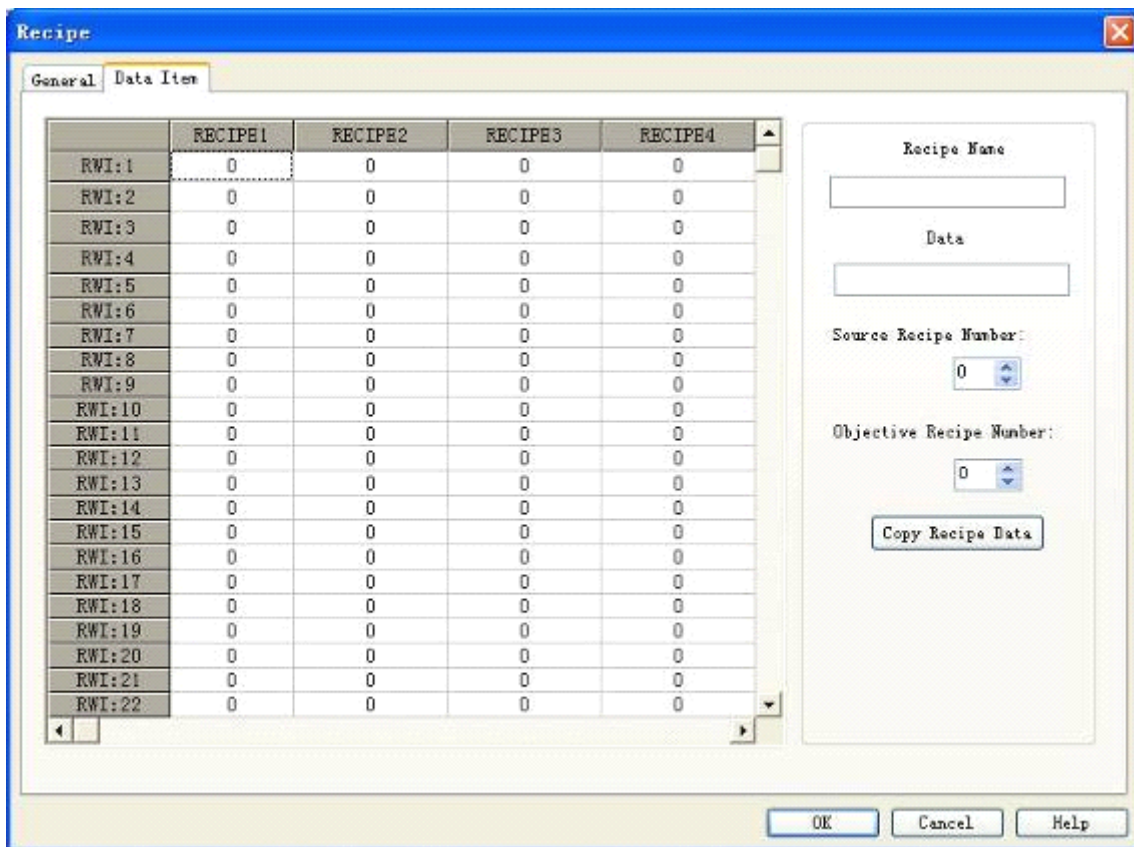 Recipe
General Data Item
RECIPE1 RECIPE2 RECIPE3 RECIPE4
RWI:1 0 0 0 0
RWI:2 0 0 0 0
RWI:3 0 0 0 0
RWI:4 0 0 0 0
RWI:5 0 0 0 0
RWI:6 0 0 0 0
RWI:7 0 0 0 0
RWI:8 0 0 0 0
RWI:9 0 0 0 0
RWI:10 0 0 0 0
RWI:11 0 0 0 0
RWI:12 0 0 0 0
RWI:13 0 0 0 0
RWI:14 0 0 0 0
RWI:15 0 0 0 0
RWI:16 0 0 0 0
RWI:17 0 0 0 0
RWI:18 0 0 0 0
RWI:19 0 0 0 0
RWI:20 0 0 0 0
RWI:21 0 0 0 0
RWI:22 0 0 0 0
Recipe Name
Data
Source Recipe Number:
0
Objective Recipe Number:
0
Copy Recipe Data
OK Cancel Help